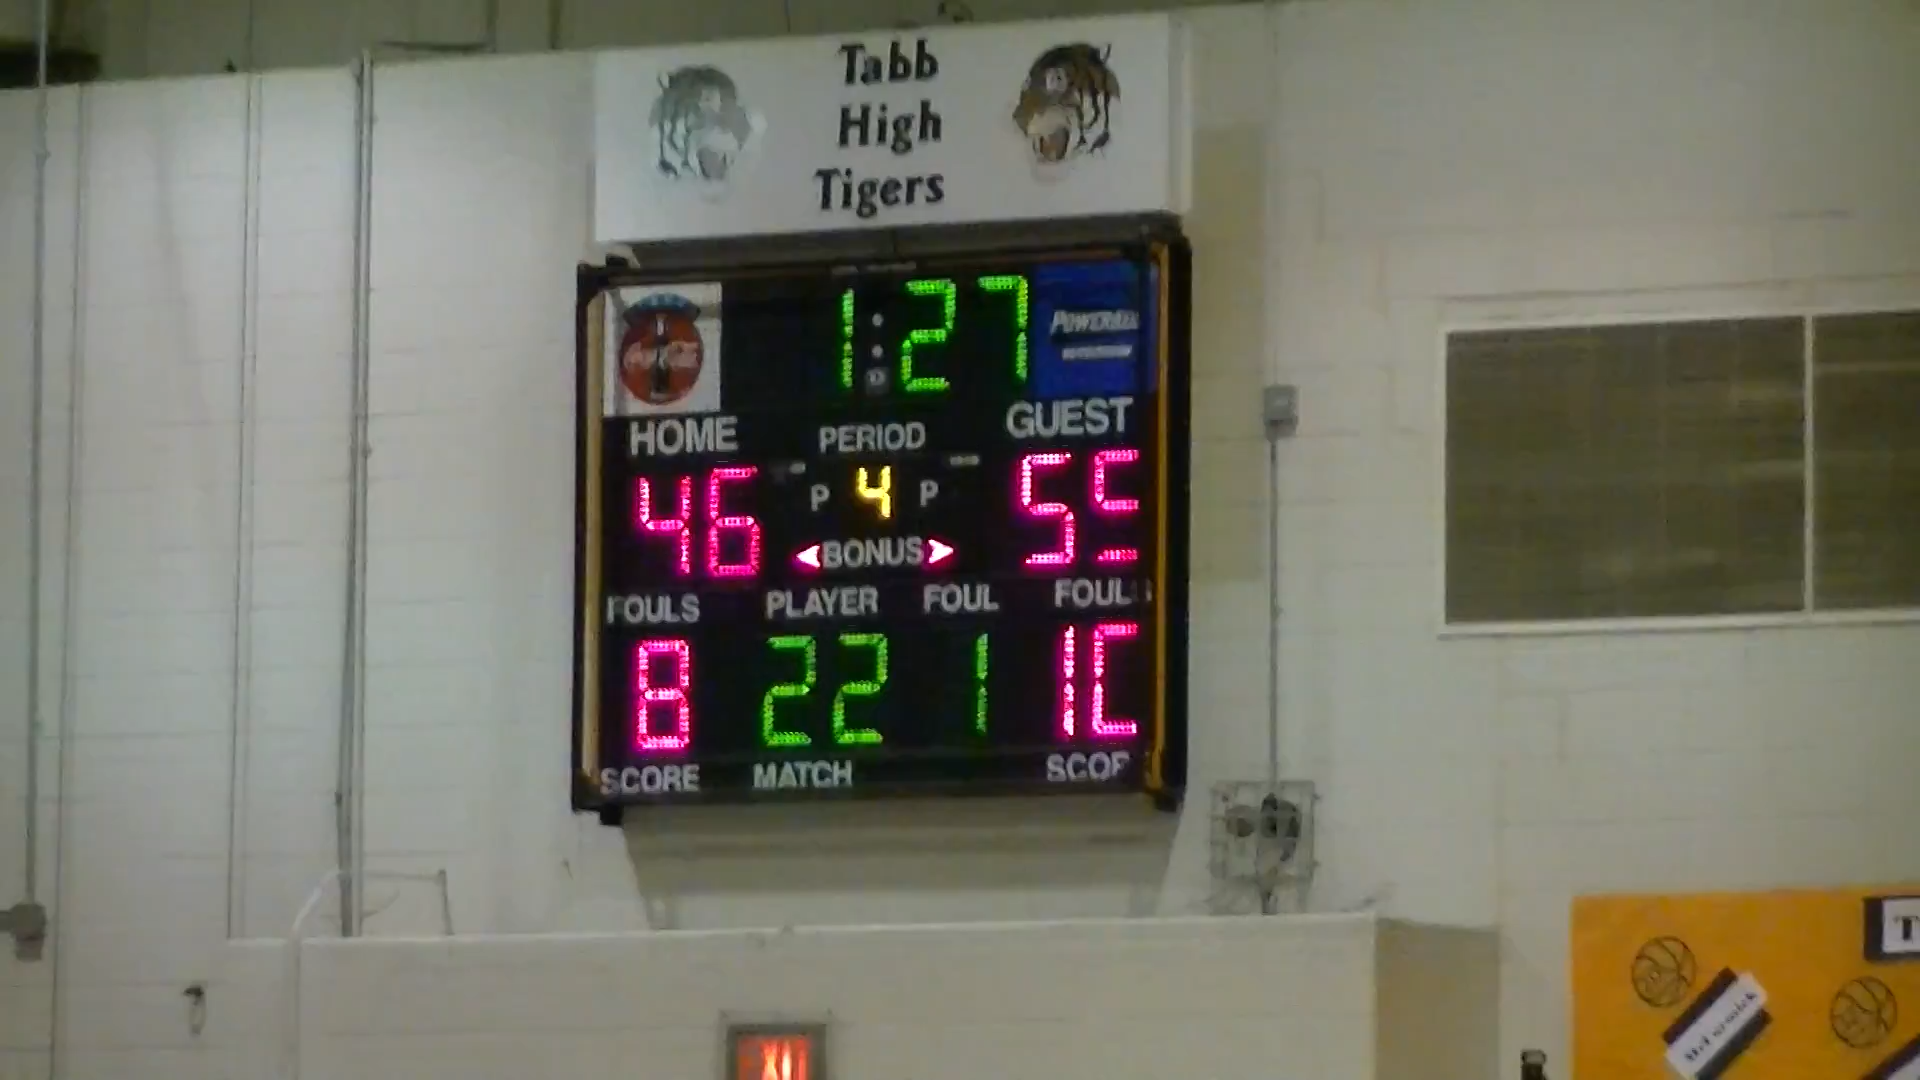 Tabb
High
Tigers
1:27
HOME PERIOD GUEST
46 P 4 P
BONUS
FOULS PLAYER FOUL FOULS
8 22 1
SCORE MATCH